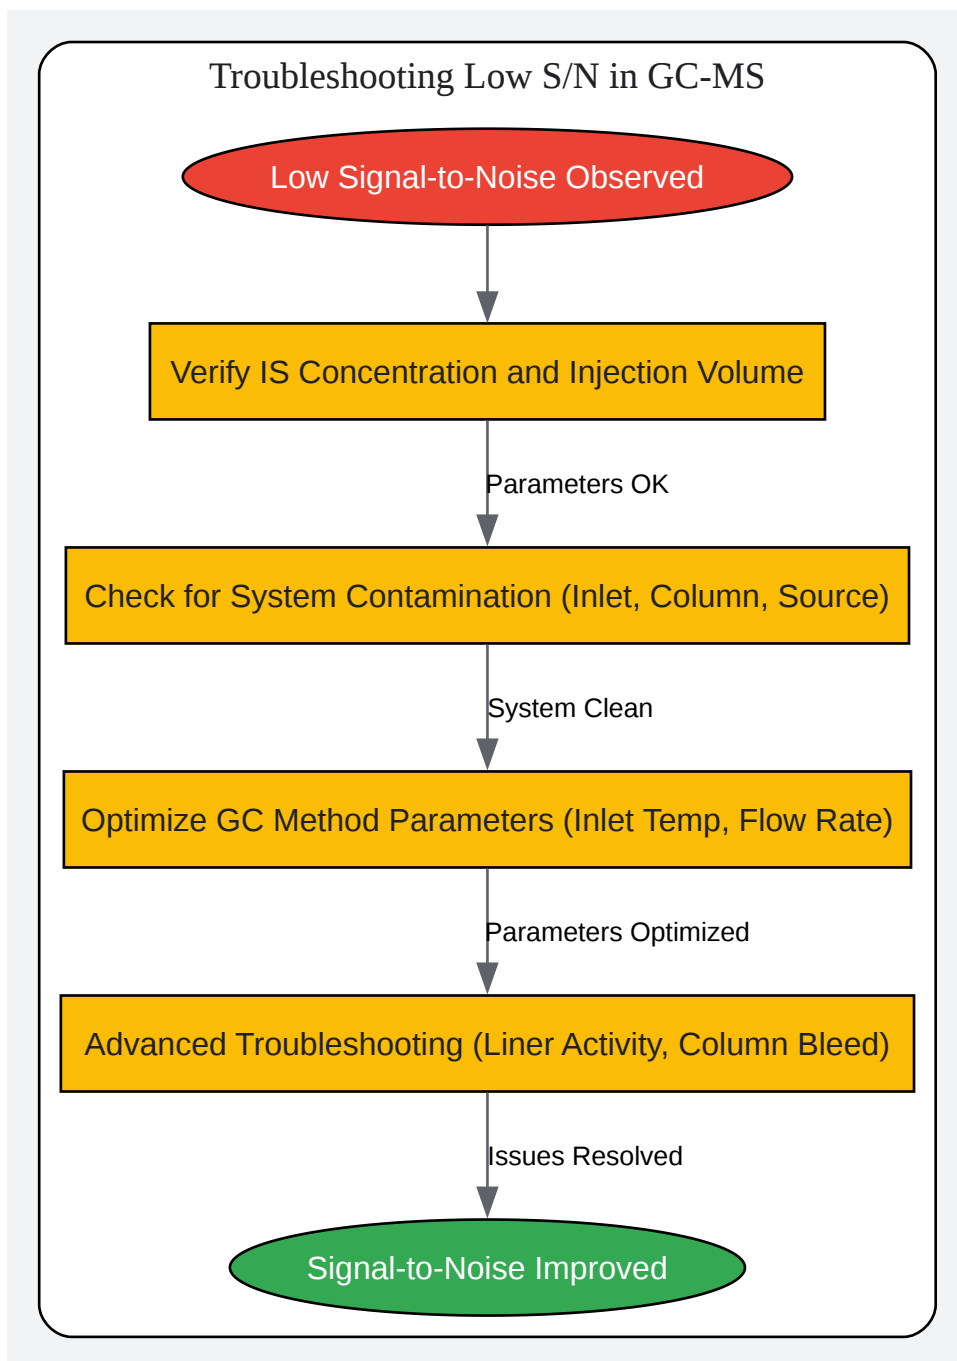 Troubleshooting Low S/N in GC-MS
Low Signal-to-Noise Observed
Verify IS Concentration and Injection Volume
Parameters OK
Check for System Contamination (Inlet, Column, Source)
System Clean
Optimize GC Method Parameters (Inlet Temp, Flow Rate)
Parameters Optimized
Advanced Troubleshooting (Liner Activity, Column Bleed)
Issues Resolved
Signal-to-Noise Improved